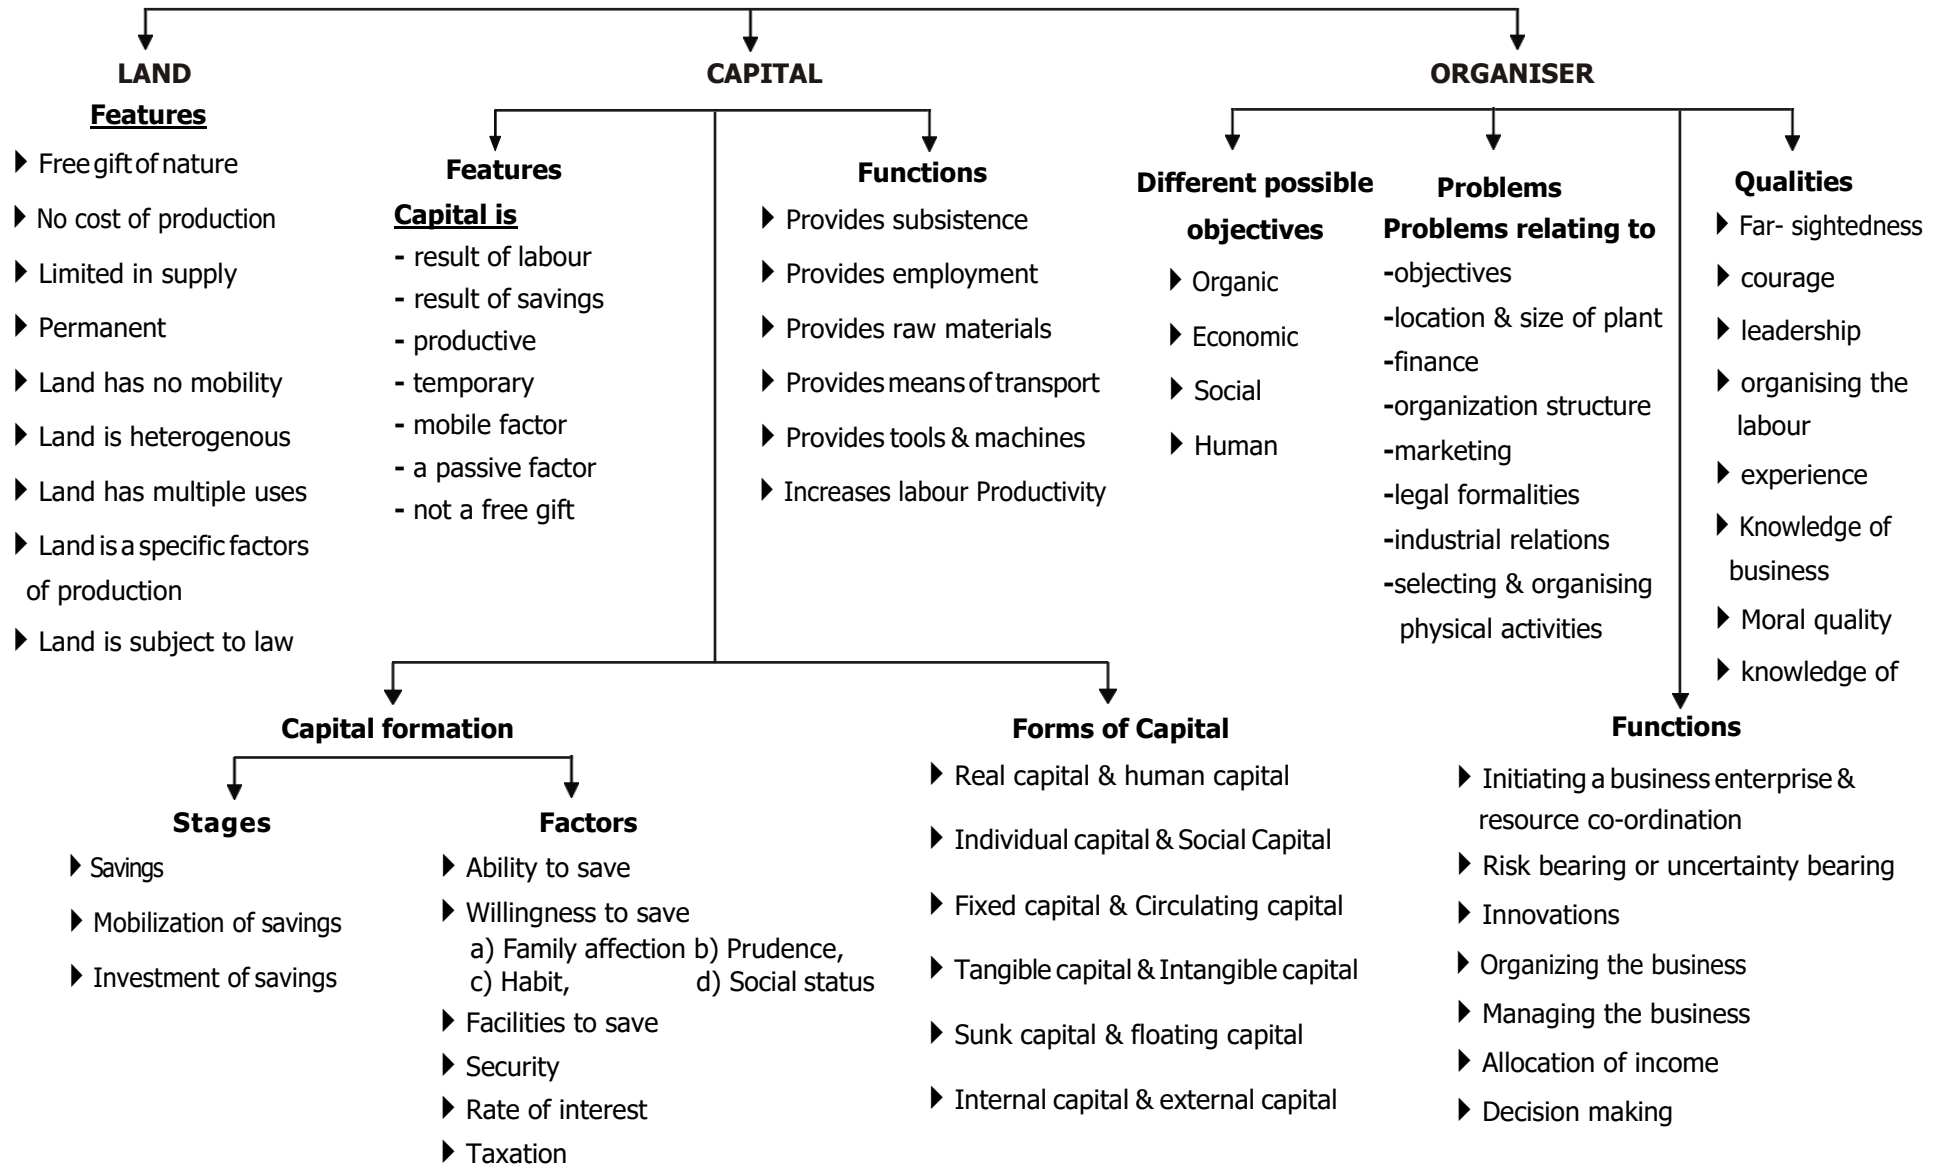 LAND
Features
Free gift of nature
No cost of production
Limited in supply
Permanent
Land has no mobility
Land is heterogenous
Land has multiple uses
Land is a specific factors
of production
Land is subject to law
CAPITAL
Features
Capital is
- result of labour
- result of savings
- productive
- temporary
- mobile factor
- a passive factor
- not a free gift
Functions
Provides subsistence
Provides employment
Provides raw materials
Provides means of transport
Provides tools & machines
Increases labour Productivity
Capital formation
Stages
Savings
Mobilization of savings
Investment of savings
Factors
Ability to save
Willingness to save
a) Family affection b) Prudence,
c) Habit, d) Social status
Facilities to save
Security
Rate of interest
Taxation
Forms of Capital
Real capital & human capital
Individual capital & Social Capital
Fixed capital & Circulating capital
Tangible capital & Intangible capital
Sunk capital & floating capital
Internal capital & external capital
ORGANISER
Different possible
objectives
Organic
Economic
Social
Human
Problems
Problems relating to
-objectives
-location & size of plant
-finance
-organization structure
-marketing
-legal formalities
-industrial relations
-selecting & organising
physical activities
Qualities
Far- sightedness
courage
leadership
organising the
labour
experience
Knowledge of
business
Moral quality
knowledge of
Functions
Initiating a business enterprise &
resource co-ordination
Risk bearing or uncertainty bearing
Innovations
Organizing the business
Managing the business
Allocation of income
Decision making